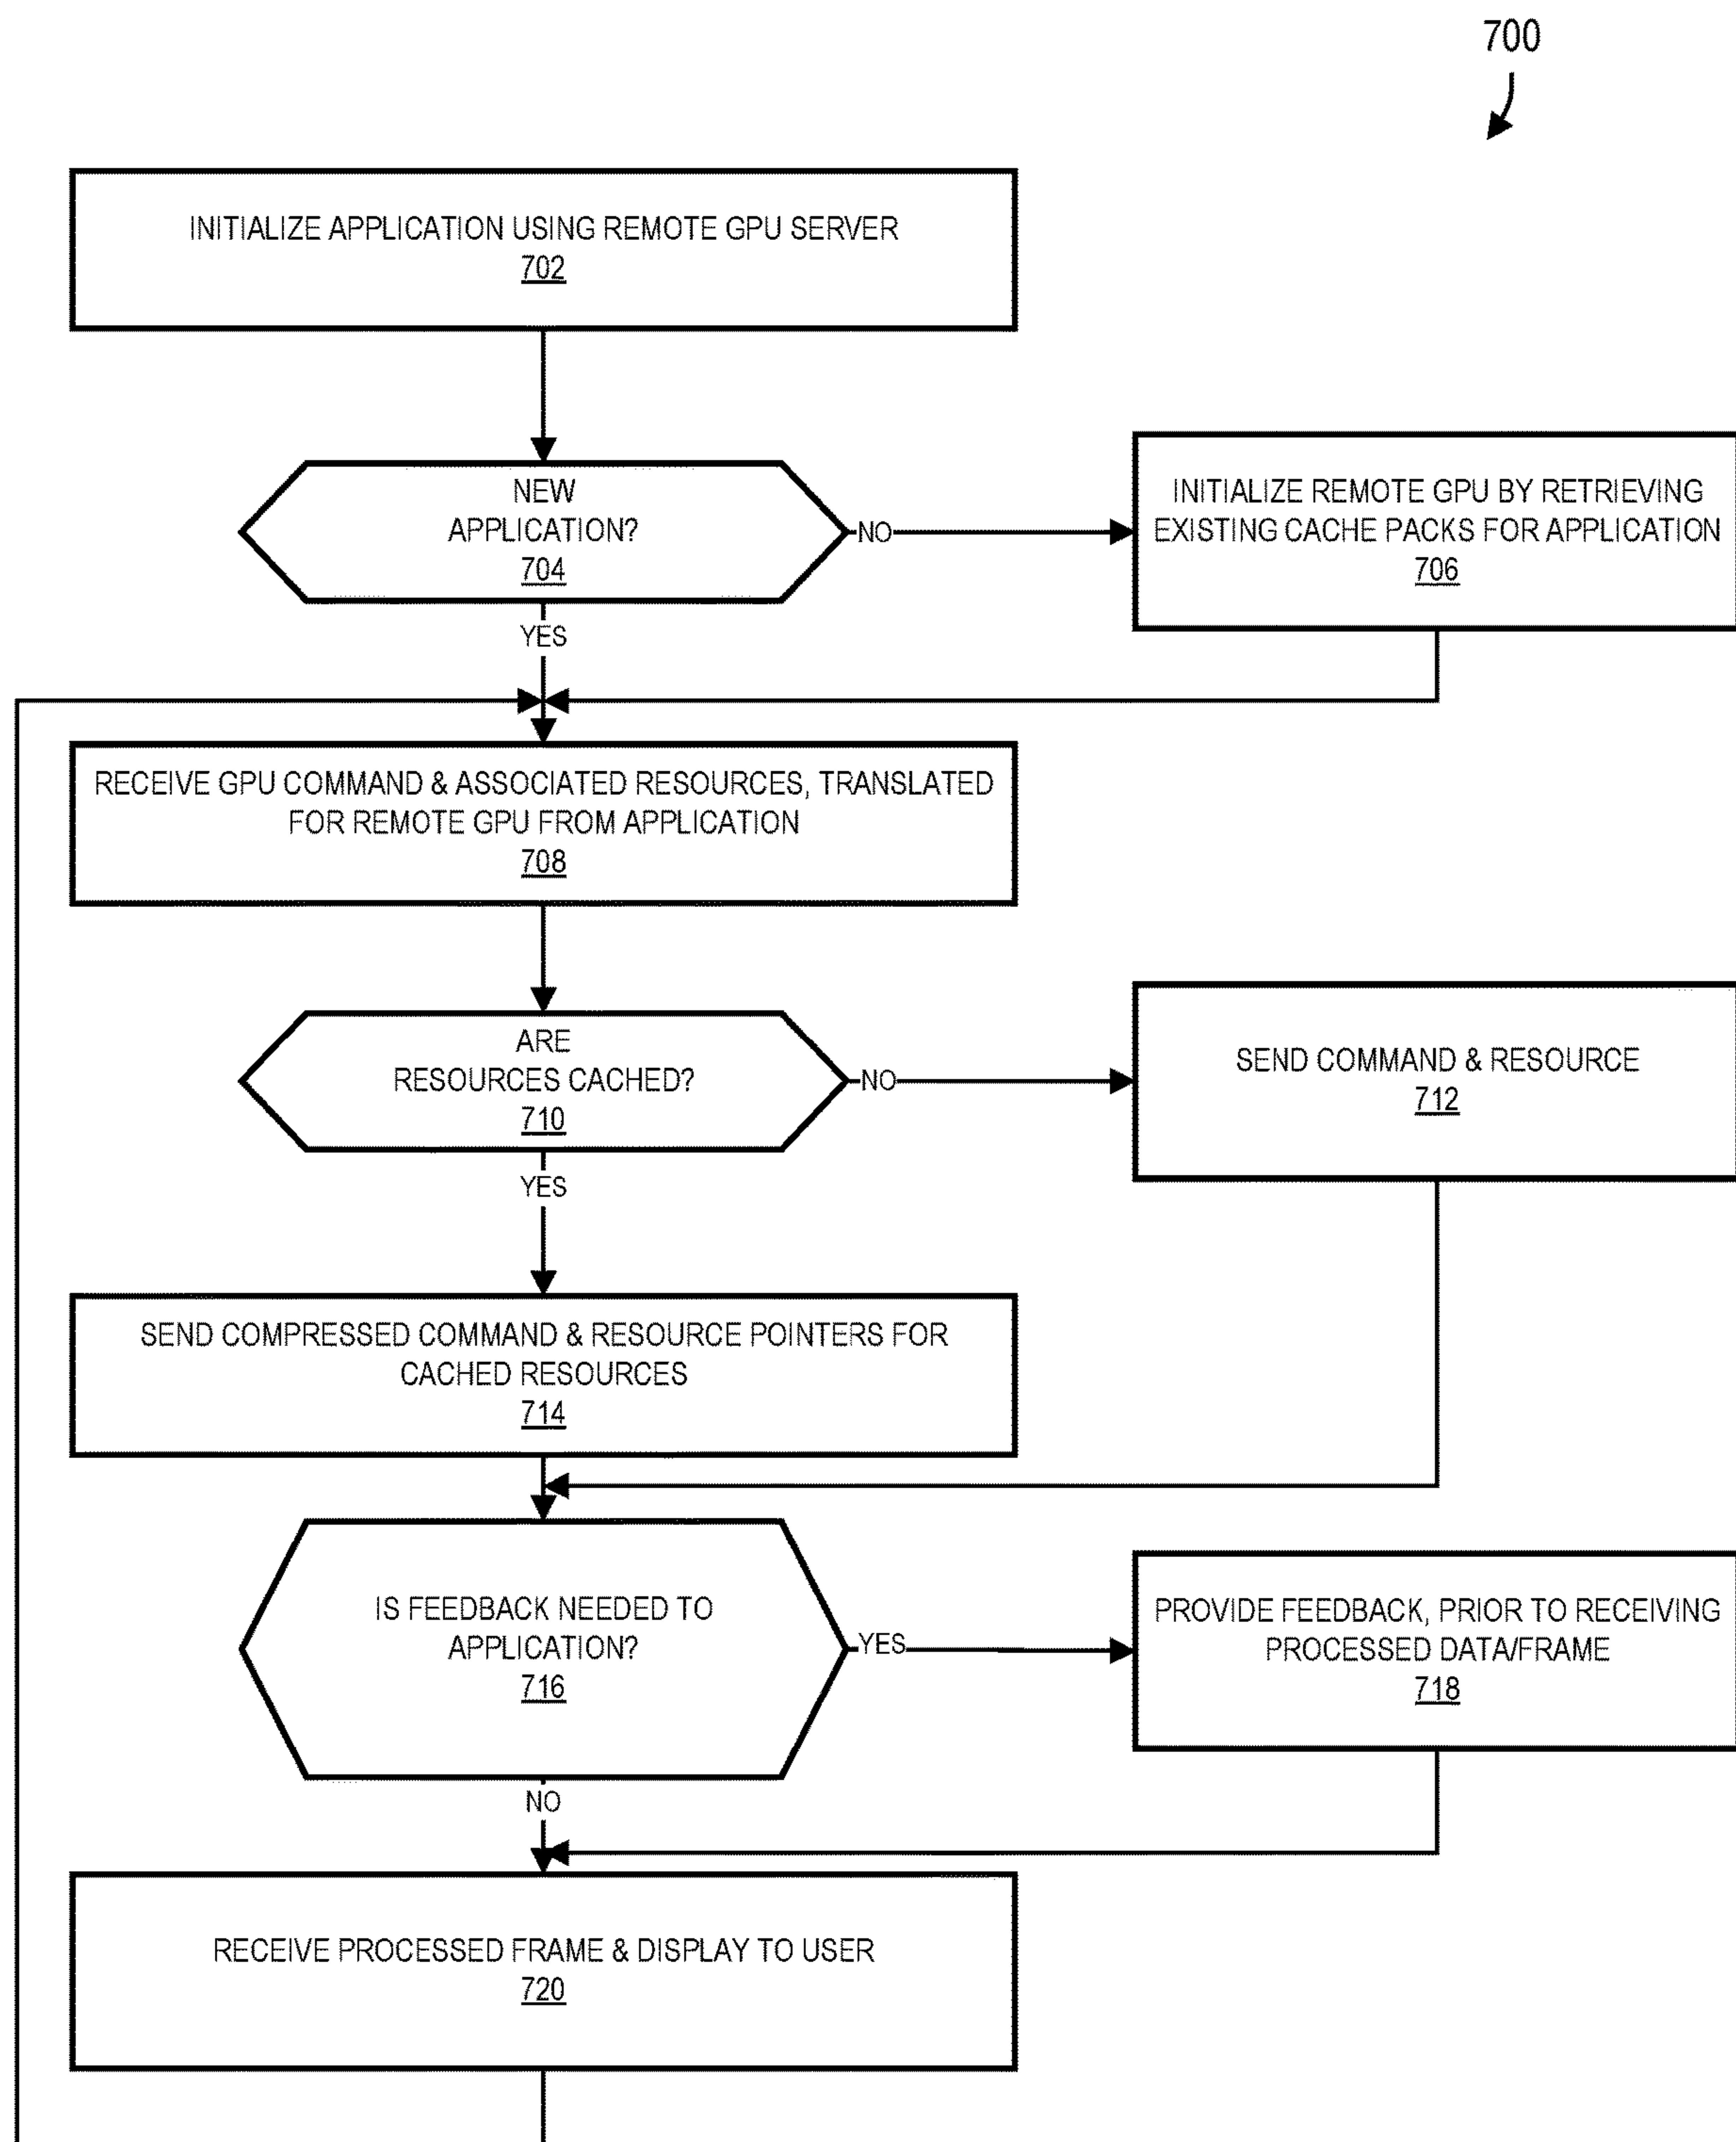 700
INITIALIZE APPLICATION USING REMOTE GPU SERVER
702
NEW
APPLICATION?
704
NO
INITIALIZE REMOTE GPU BY RETRIEVING
EXISTING CACHE PACKS FOR APPLICATION
706
YES
RECEIVE GPU COMMAND & ASSOCIATED RESOURCES, TRANSLATED
FOR REMOTE GPU FROM APPLICATION
708
ARE
RESOURCES CACHED?
710
NO
SEND COMMAND & RESOURCE
712
YES
SEND COMPRESSED COMMAND & RESOURCE POINTERS FOR
CACHED RESOURCES
714
IS FEEDBACK NEEDED TO
APPLICATION?
716
YES
PROVIDE FEEDBACK, PRIOR TO RECEIVING
PROCESSED DATA/FRAME
718
NO
RECEIVE PROCESSED FRAME & DISPLAY TO USER
720